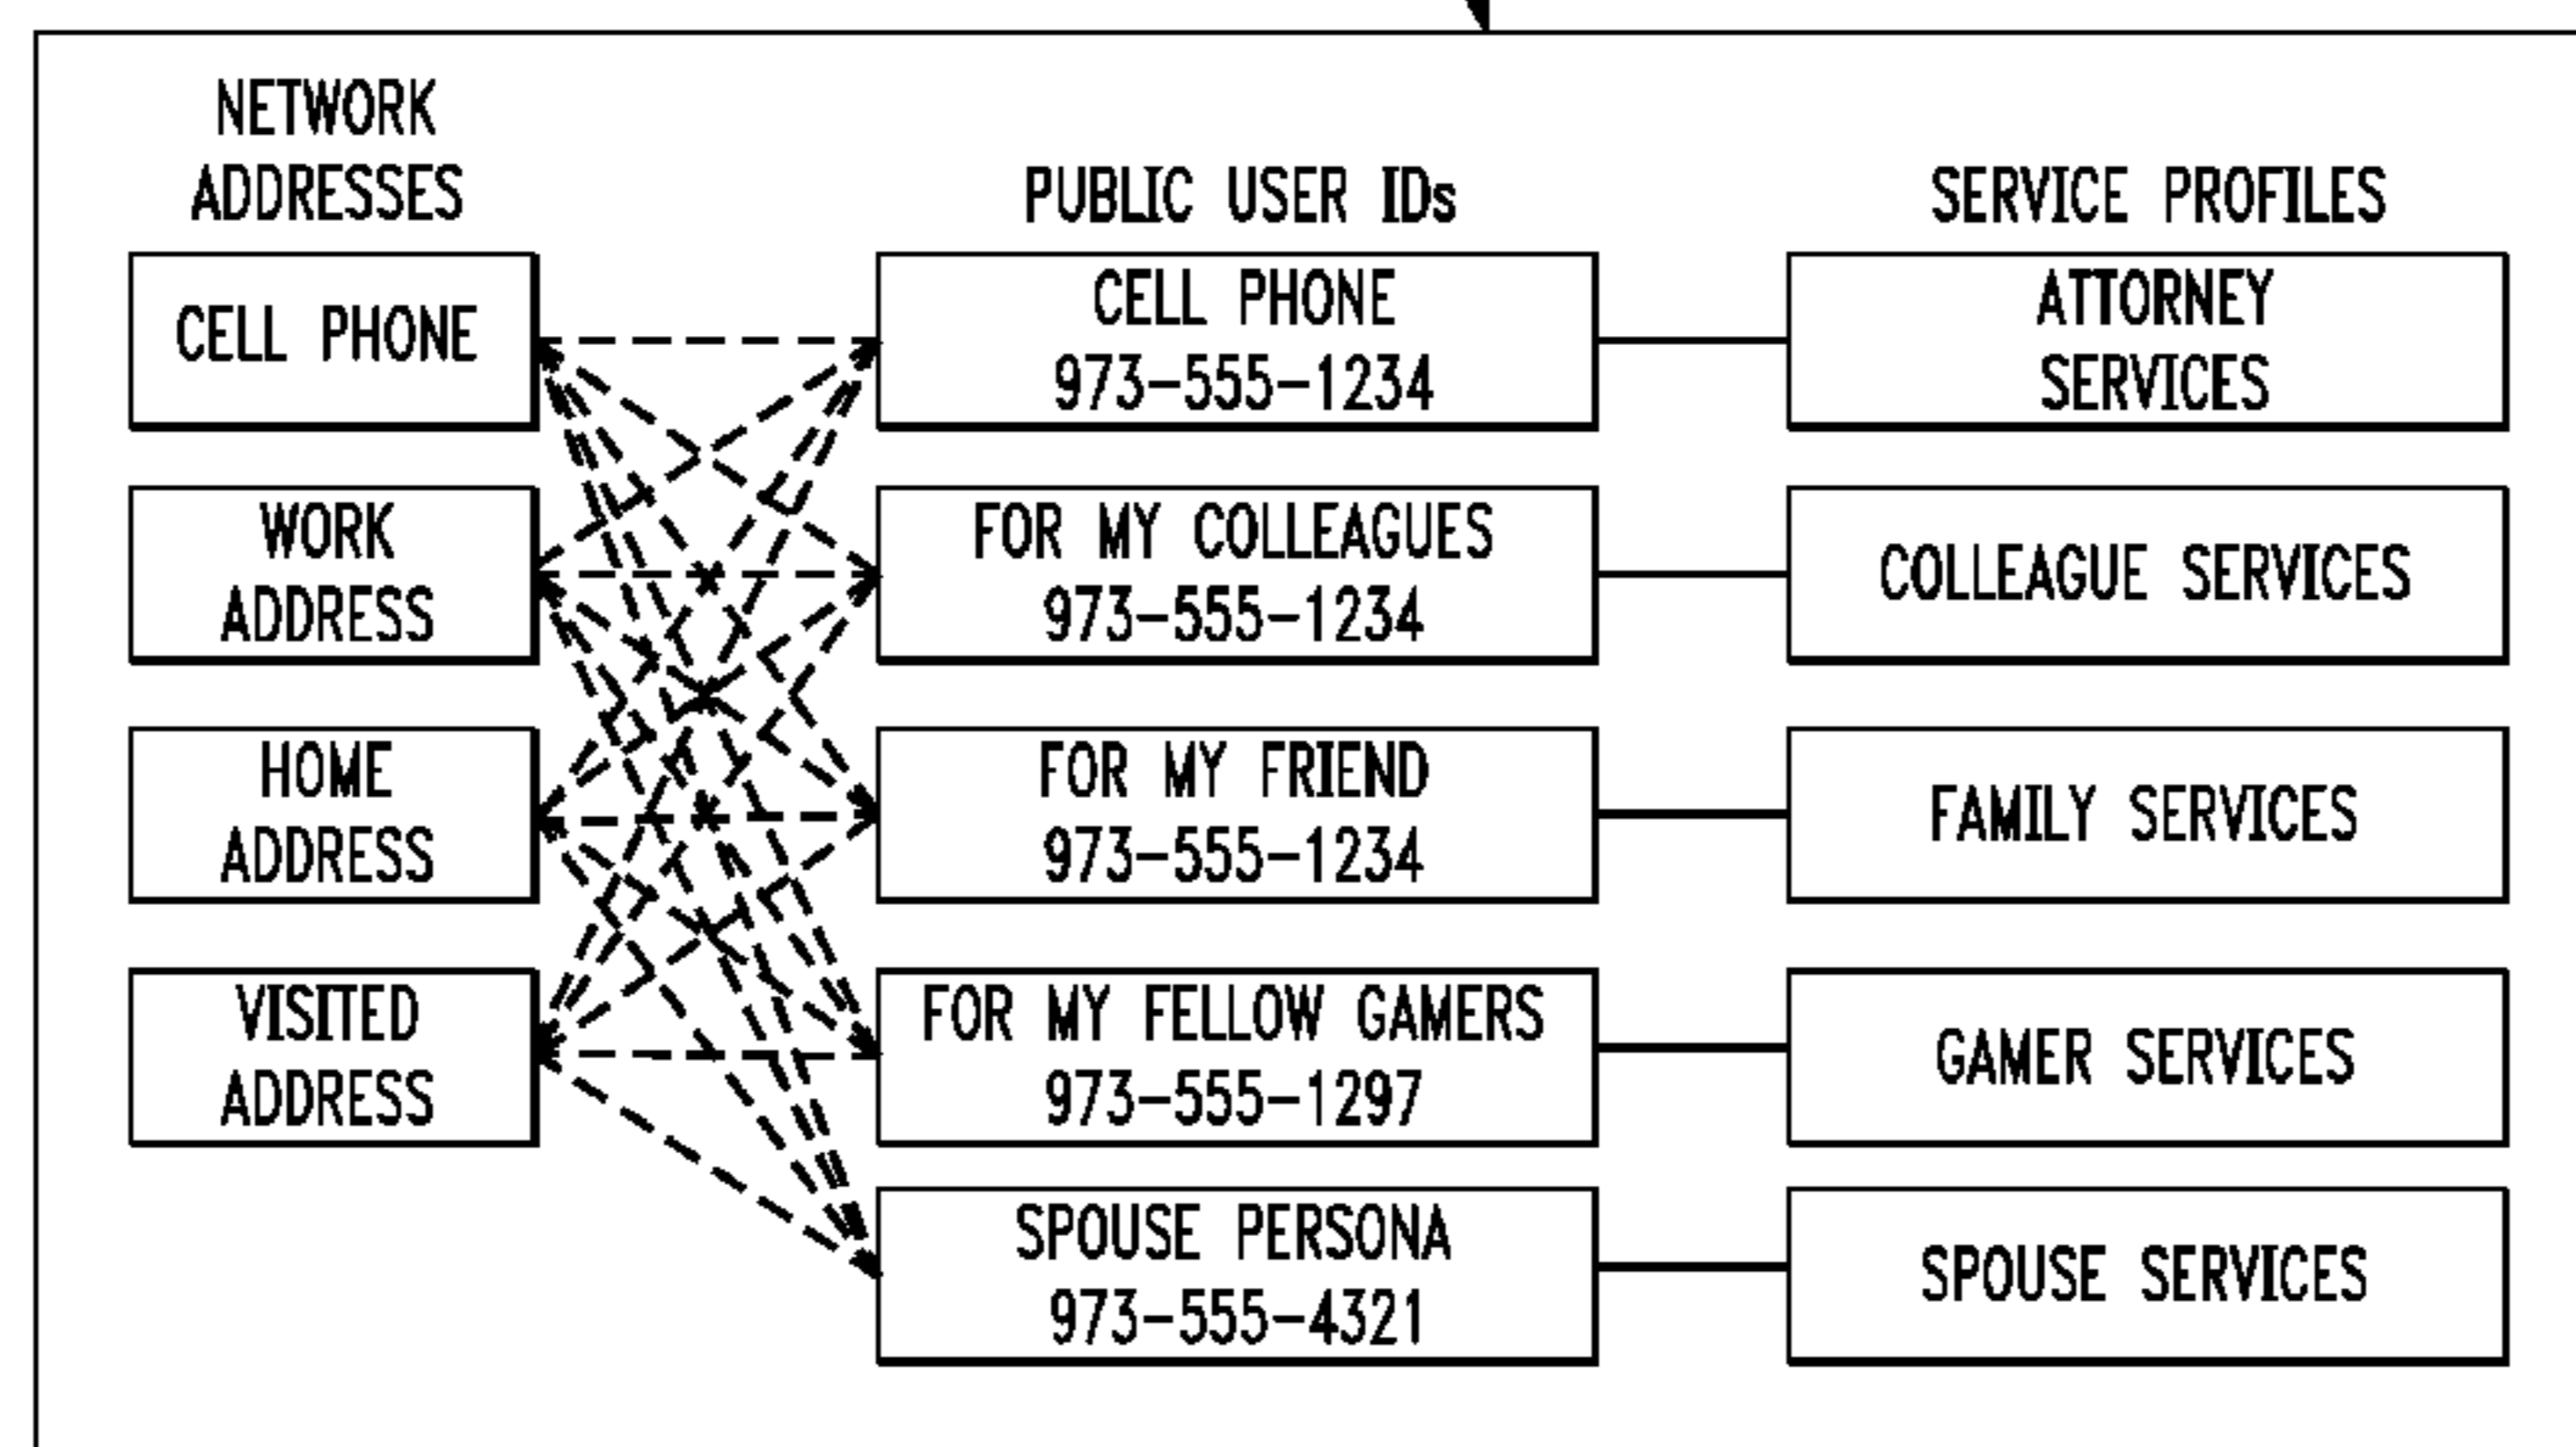 NETWORK
ADDRESSES
PUBLIC USER IDs
SERVICE PROFILES
CELL PHONE
CELL PHONE
973-555-1234
ATTORNEY
SERVICES
WORK
ADDRESS
FOR MY COLLEAGUES
973-555-1234
COLLEAGUE SERVICES
HOME
ADDRESS
FOR MY FRIEND
973-555-1234
FAMILY SERVICES
VISITED
ADDRESS
FOR MY FELLOW GAMERS
973-555-1297
GAMER SERVICES
SPOUSE PERSONA
973-555-4321
SPOUSE SERVICES